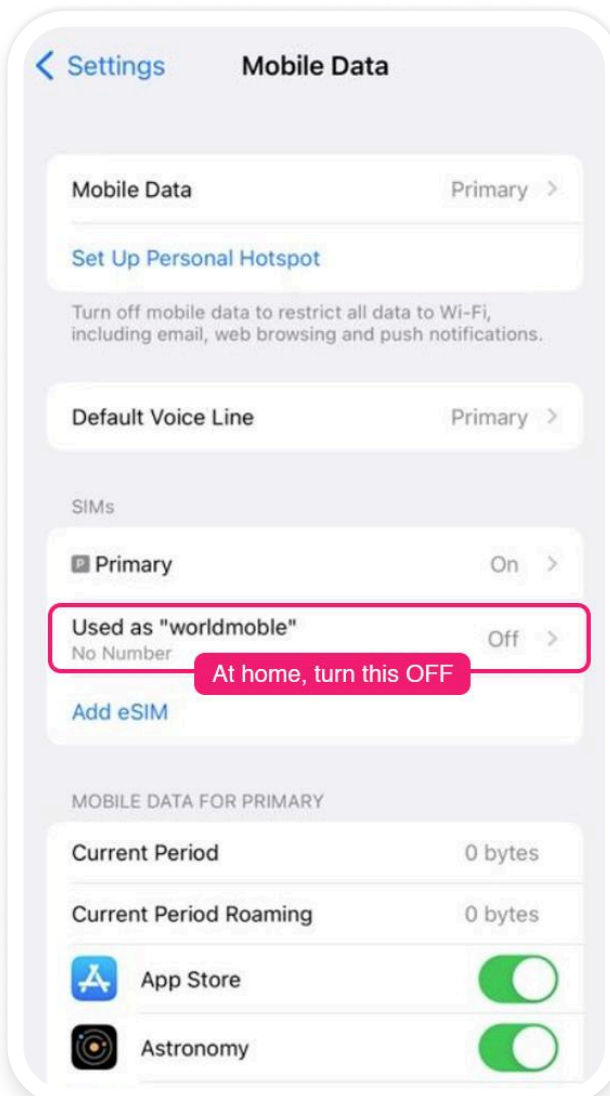 Settings
Mobile Data
Mobile Data
Primary
Set Up Personal Hotspot
Turn off mobile data to restrict all data to Wi-Fi,
including email, web browsing and push notifications.
Default Voice Line
Primary
SIMs
P Primary
On
Used as "worldmoble"
No Number
Off
At home, turn this OFF
Add eSIM
MOBILE DATA FOR PRIMARY
Current Period
0 bytes
Current Period Roaming
0 bytes
App Store
Astronomy